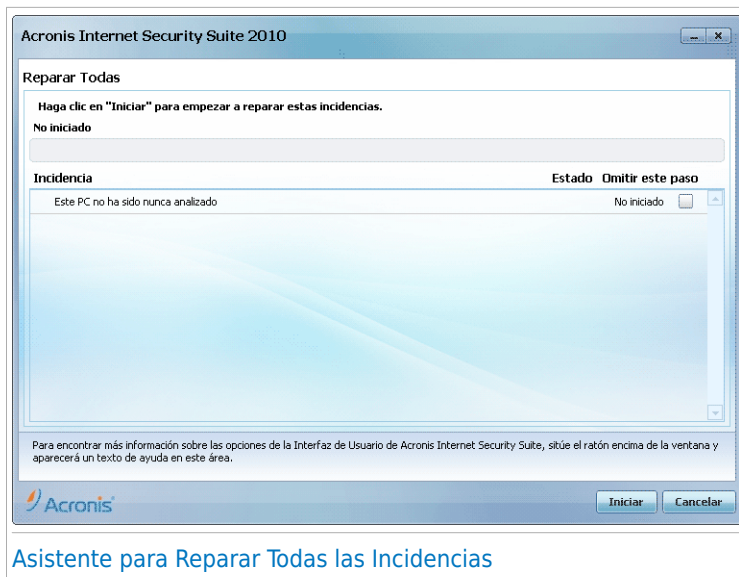 Acronis Internet Security Suite 2010
Reparar Todas
Haga clic en "Iniciar" para empezar a reparar estas incidencias.
No iniciado
Incidencia Estado Omitir este paso
Este PC no ha sido nunca analizado No iniciado
Para encontrar más información sobre las opciones de la Interfaz de Usuario de Acronis Internet Security Suite, sitúe el ratón encima de la ventana y
aparecerá un texto de ayuda en este área.
Acronis
Iniciar Cancelar
Asistente para Reparar Todas las Incidencias